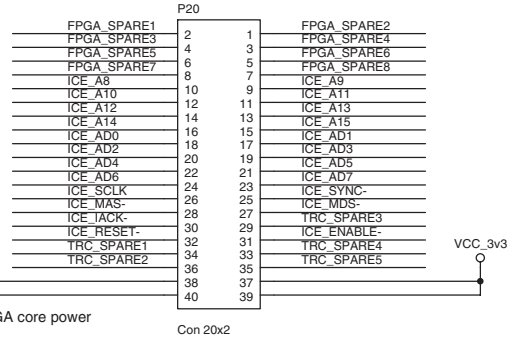 P20
FPGA_SPARE1 2 1 FPGA_SPARE2
FPGA_SPARE3 4 3 FPGA_SPARE4
FPGA_SPARE5 6 5 FPGA_SPARE6
FPGA_SPARE7 8 7 FPGA_SPARE8
ICE_A8 10 9 ICE_A9
ICE_A10 12 11 ICE_A11
ICE_A12 14 13 ICE_A13
ICE_A14 16 15 ICE_A15
ICE_AD0 18 17 ICE_AD1
ICE_AD2 20 19 ICE_AD3
ICE_AD4 22 21 ICE_AD5
ICE_AD6 24 23 ICE_AD7
ICE_SCLK 26 25 ICE_SYNC-
ICE_MAS- 28 27 ICE_MDS-
ICE_IACK- 30 29 TRC_SPARE3
ICE_RESET- 32 31 ICE_ENABLE-
TRC_SPARE1 34 33 TRC_SPARE4
TRC_SPARE2 36 35 TRC_SPARE5
VCC_3v3
38 37
40 39
GA core power
Con 20x2